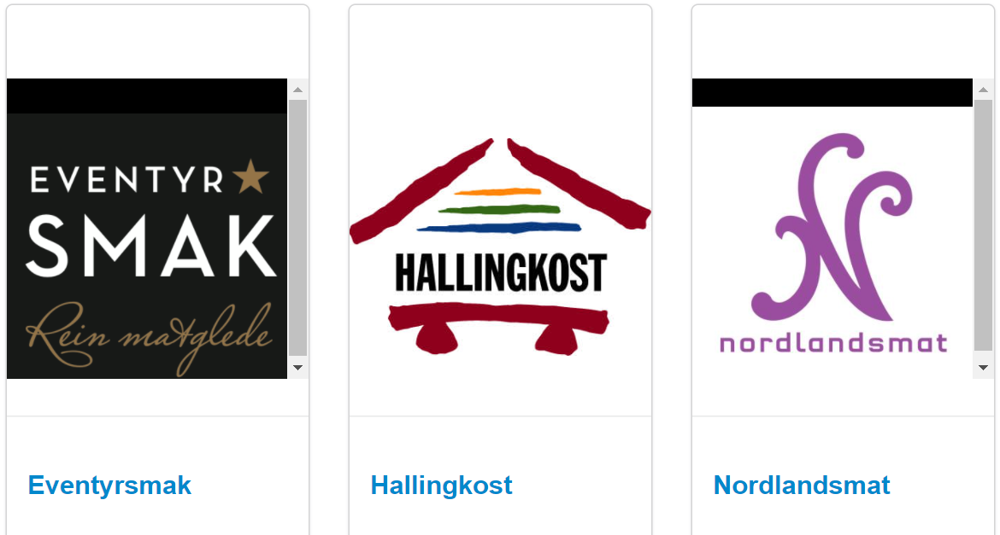 EVENTYR
SMAK
Rein matglede
HALLINGKOST
nordlandsmat
Eventyrsmak
Hallingkost
Nordlandsmat